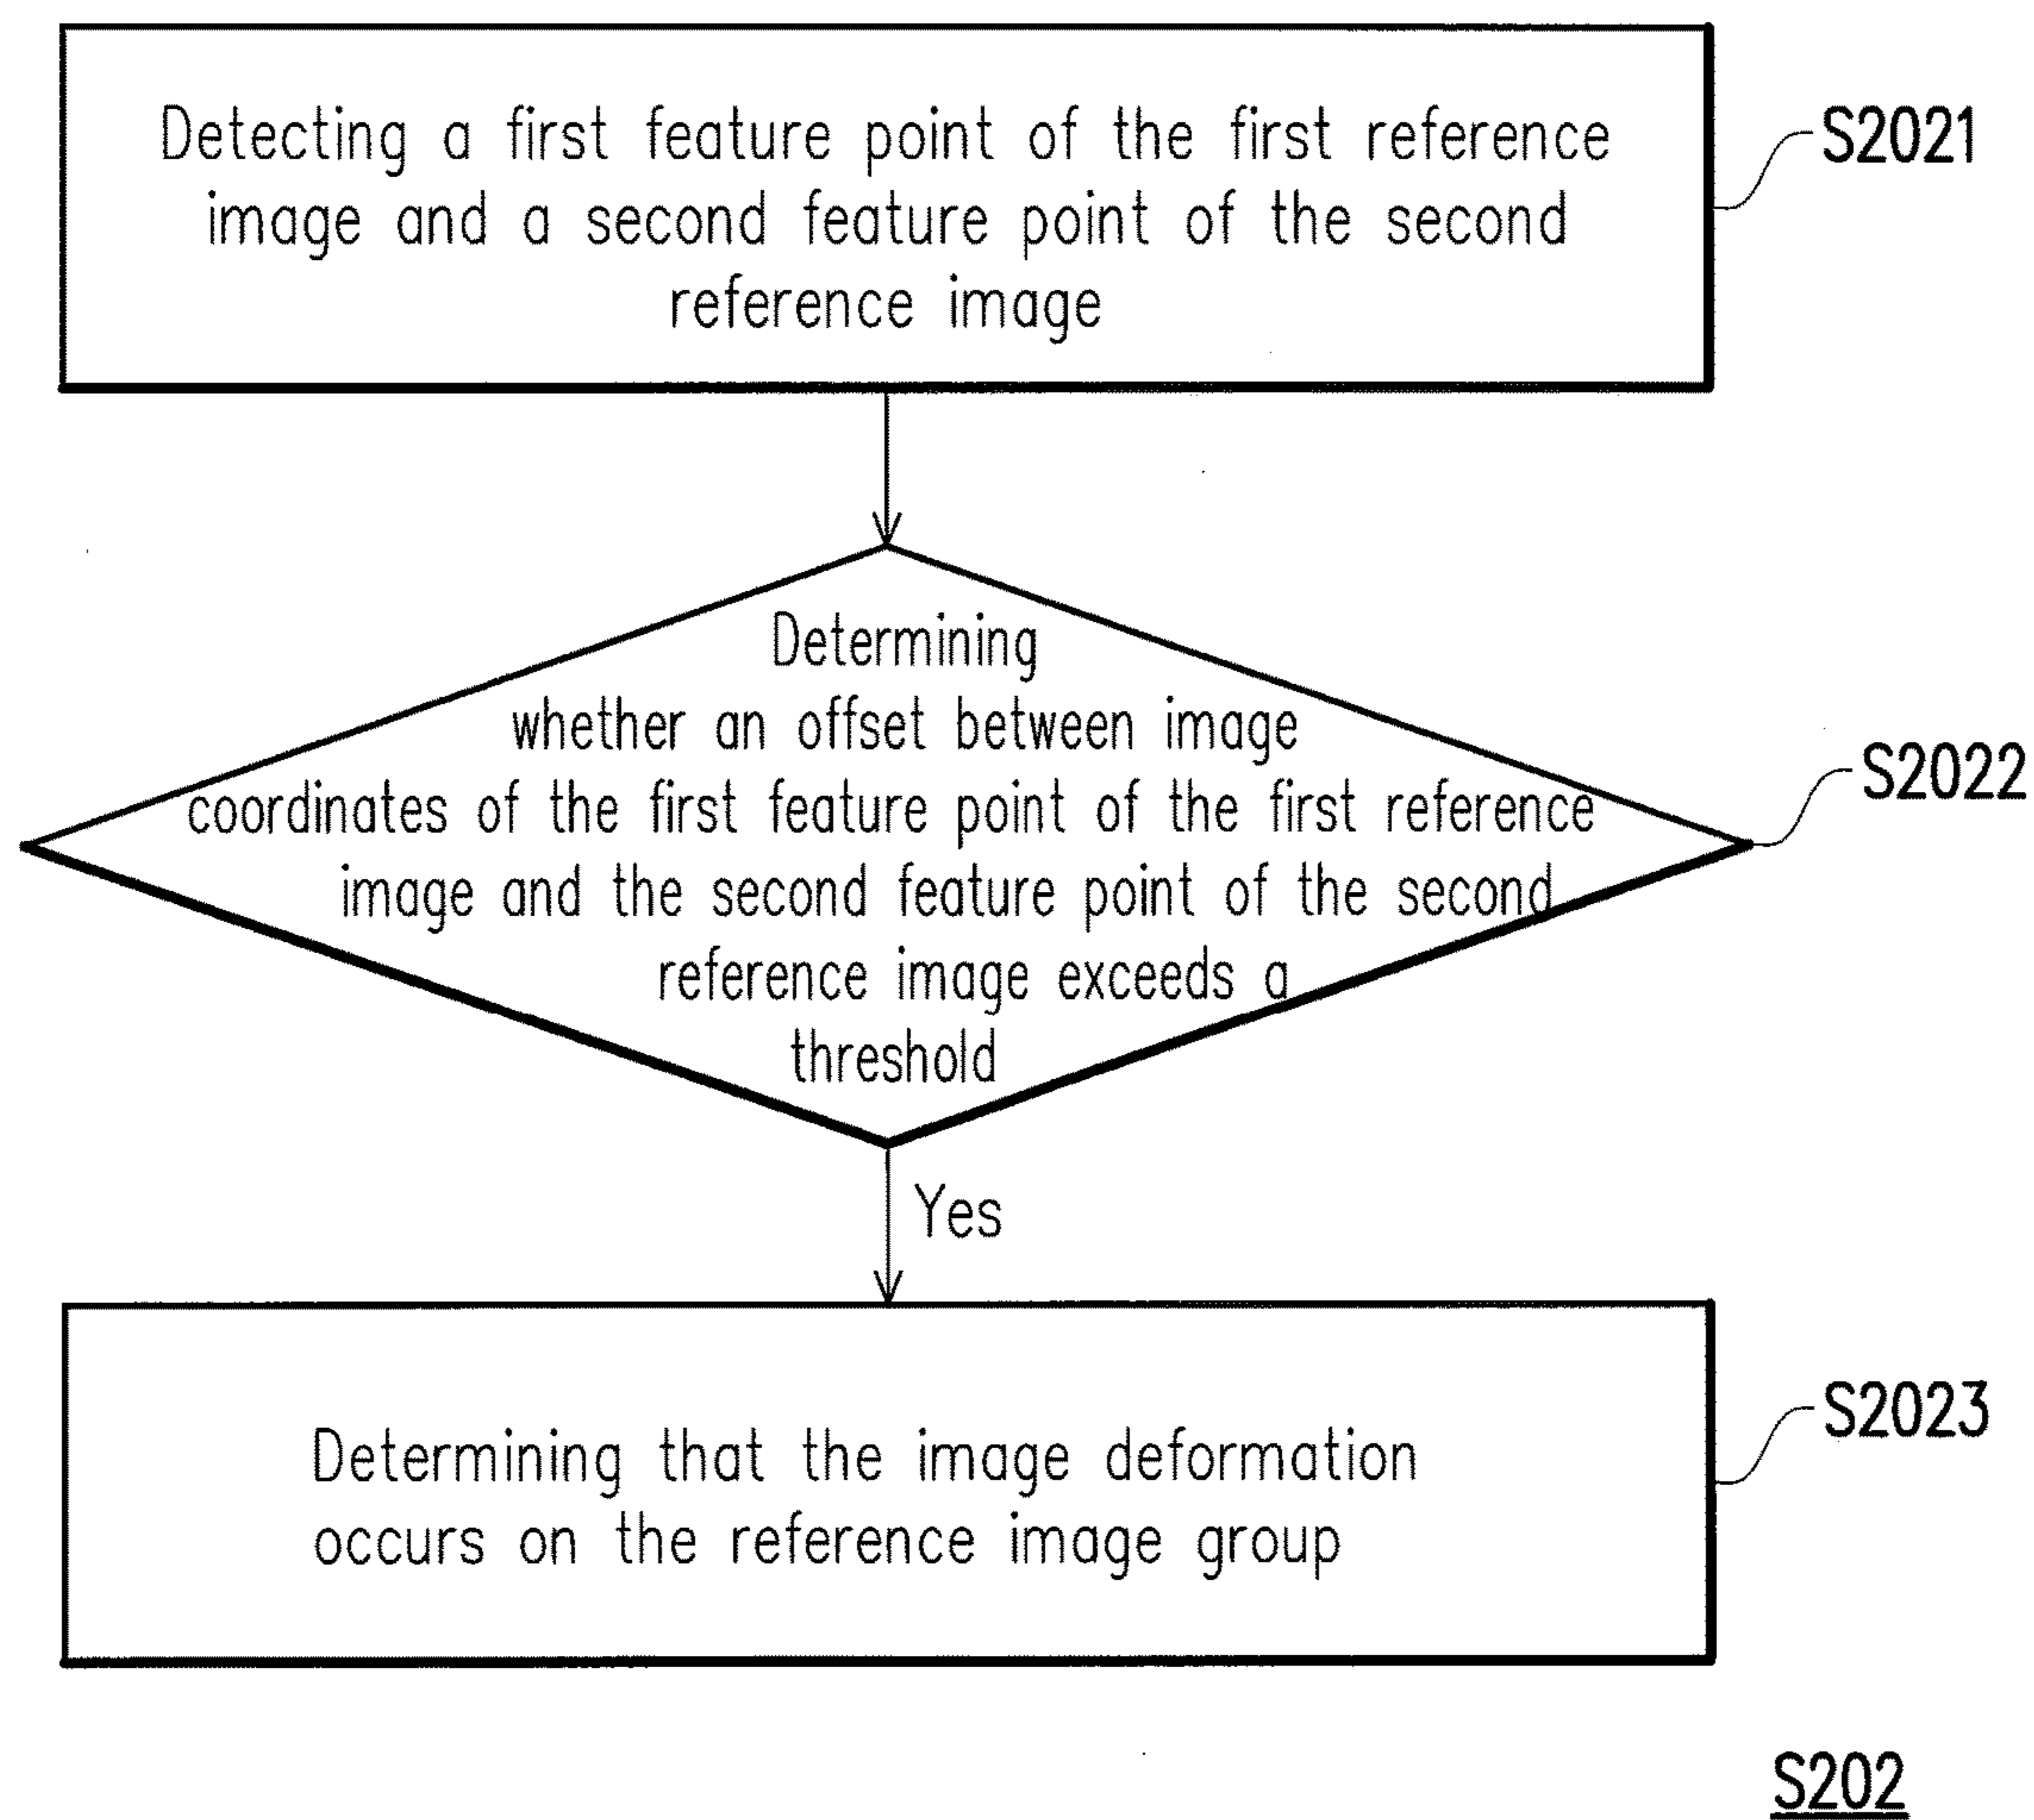 Detecting a first feature point of the first reference
image and a second feature point of the second
reference image
S2021
Determining
whether an offset between image
coordinates of the first feature point of the first reference
image and the second feature point of the second
reference image exceeds a
threshold
S2022
Yes
Determining that the image deformation
occurs on the reference image group
S2023
S202